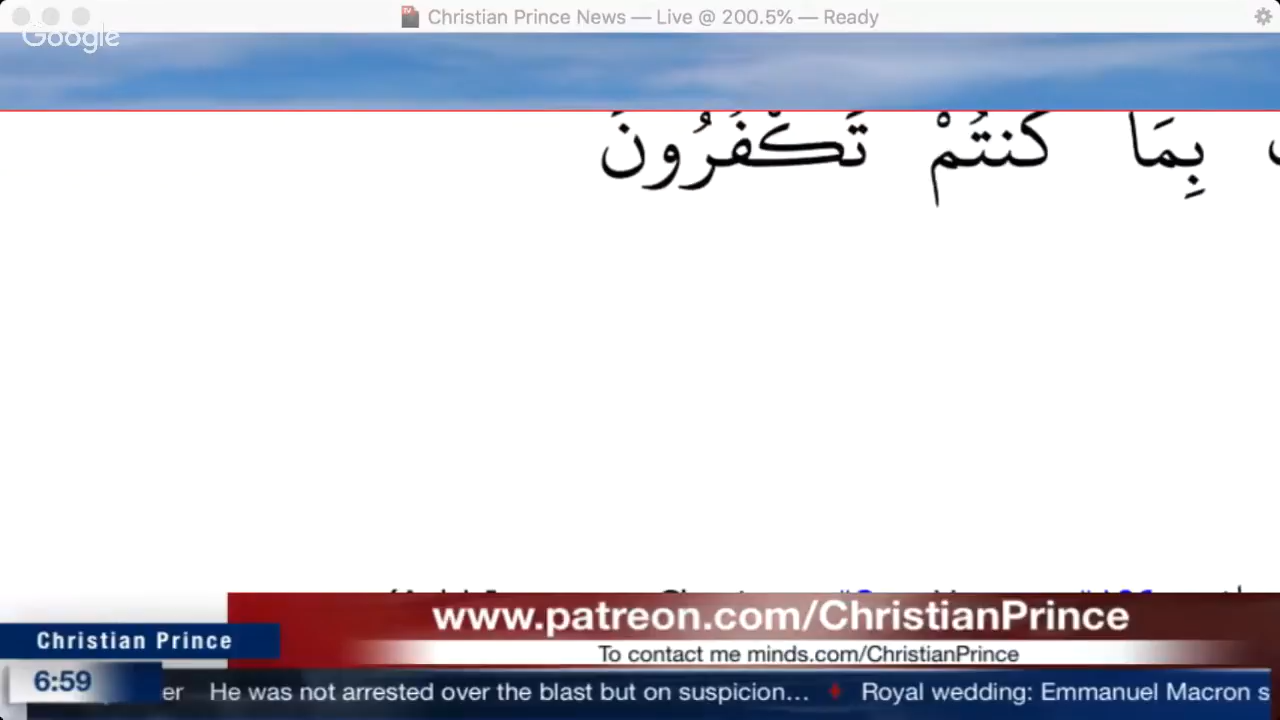 Christian Prince News — Live @ 200.5% — Ready
Google
بِمَا كُنتُمْ تَكْفُرُونَ
www.patreon.com/ChristianPrince
Christian Prince
To contact me minds.com/ChristianPrince
6:59
er He was not arrested over the blast but on suspicion... ♦ Royal wedding: Emmanuel Macron s